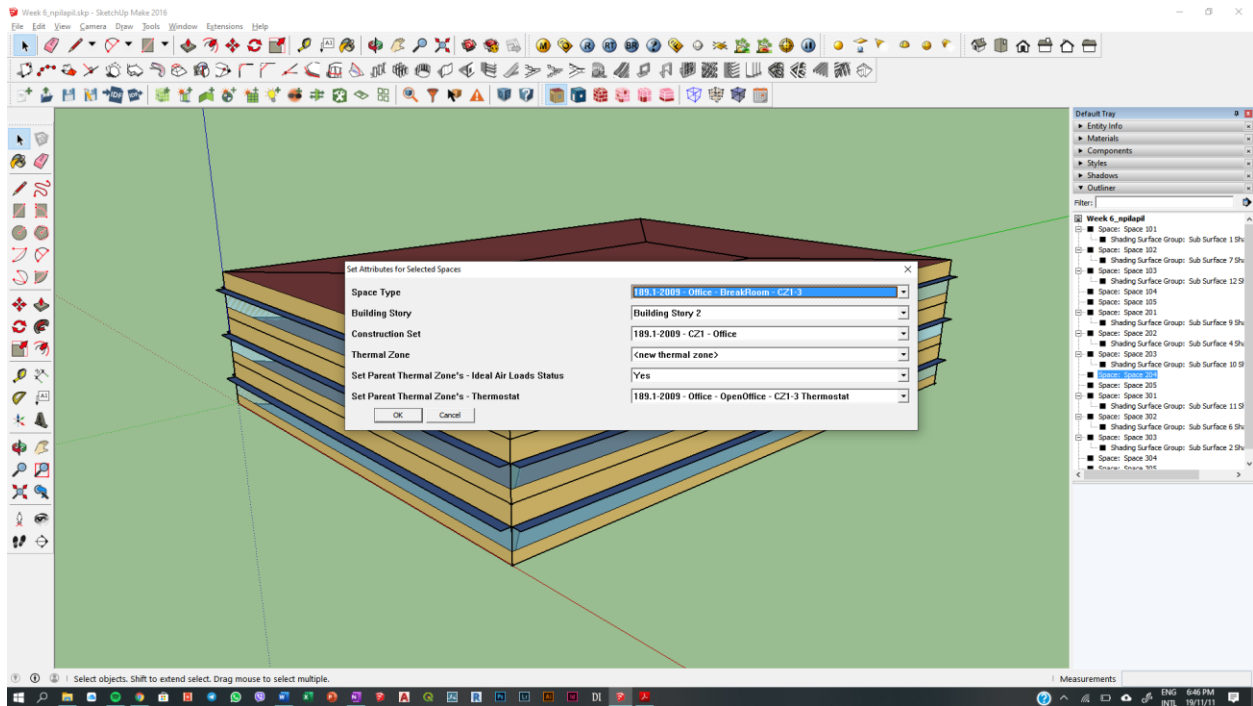 Week 6_npilapil.skp - SketchUp Make 2016
File Edit View Camera Draw Tools Window Extensions Help
Default Tray
Entity Info
Materials
Components
Styles
Shadows
Outliner
Filter:
Week 6_npilapil
Space: Space 101
Shading Surface Group: Sub Surface 1 Sha
Space: Space 102
Shading Surface Group: Sub Surface 7 Sha
Space: Space 103
Shading Surface Group: Sub Surface 12 S
Space: Space 104
Space: Space 105
Space: Space 201
Shading Surface Group: Sub Surface 9 Sha
Space: Space 202
Shading Surface Group: Sub Surface 4 Sha
Space: Space 203
Shading Surface Group: Sub Surface 10 S
Space: Space 204
Space: Space 205
Space: Space 301
Shading Surface Group: Sub Surface 11 S
Space: Space 302
Shading Surface Group: Sub Surface 6 Sha
Space: Space 303
Shading Surface Group: Sub Surface 2 Sha
Space: Space 304
Space: Space 305
Set Attributes for Selected Spaces
Space Type 189.1-2009 - Office - BreakRoom - CZ1-3
Building Story Building Story 2
Construction Set 189.1-2009 - CZ1 - Office
Thermal Zone <new thermal zone>
Set Parent Thermal Zone's - Ideal Air Loads Status Yes
Set Parent Thermal Zone's - Thermostat 189.1-2009 - Office - OpenOffice - CZ1-3 Thermostat
OK Cancel
Select objects. Shift to extend select. Drag mouse to select multiple.
Measurements
ENG 6:46 PM
INTL 19/11/11